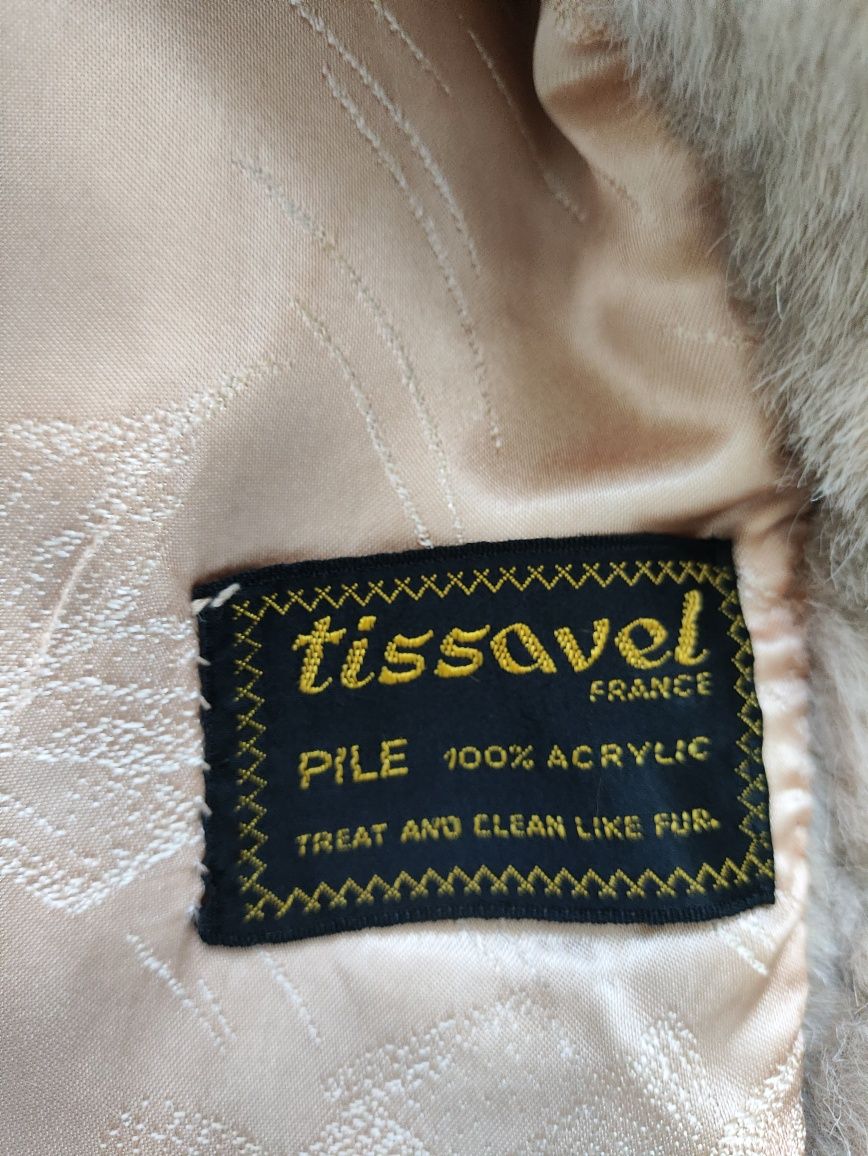 tissavel
FRANCE
PILE 100% ACRYLIC
TREAT AND CLEAN LIKE FUR.